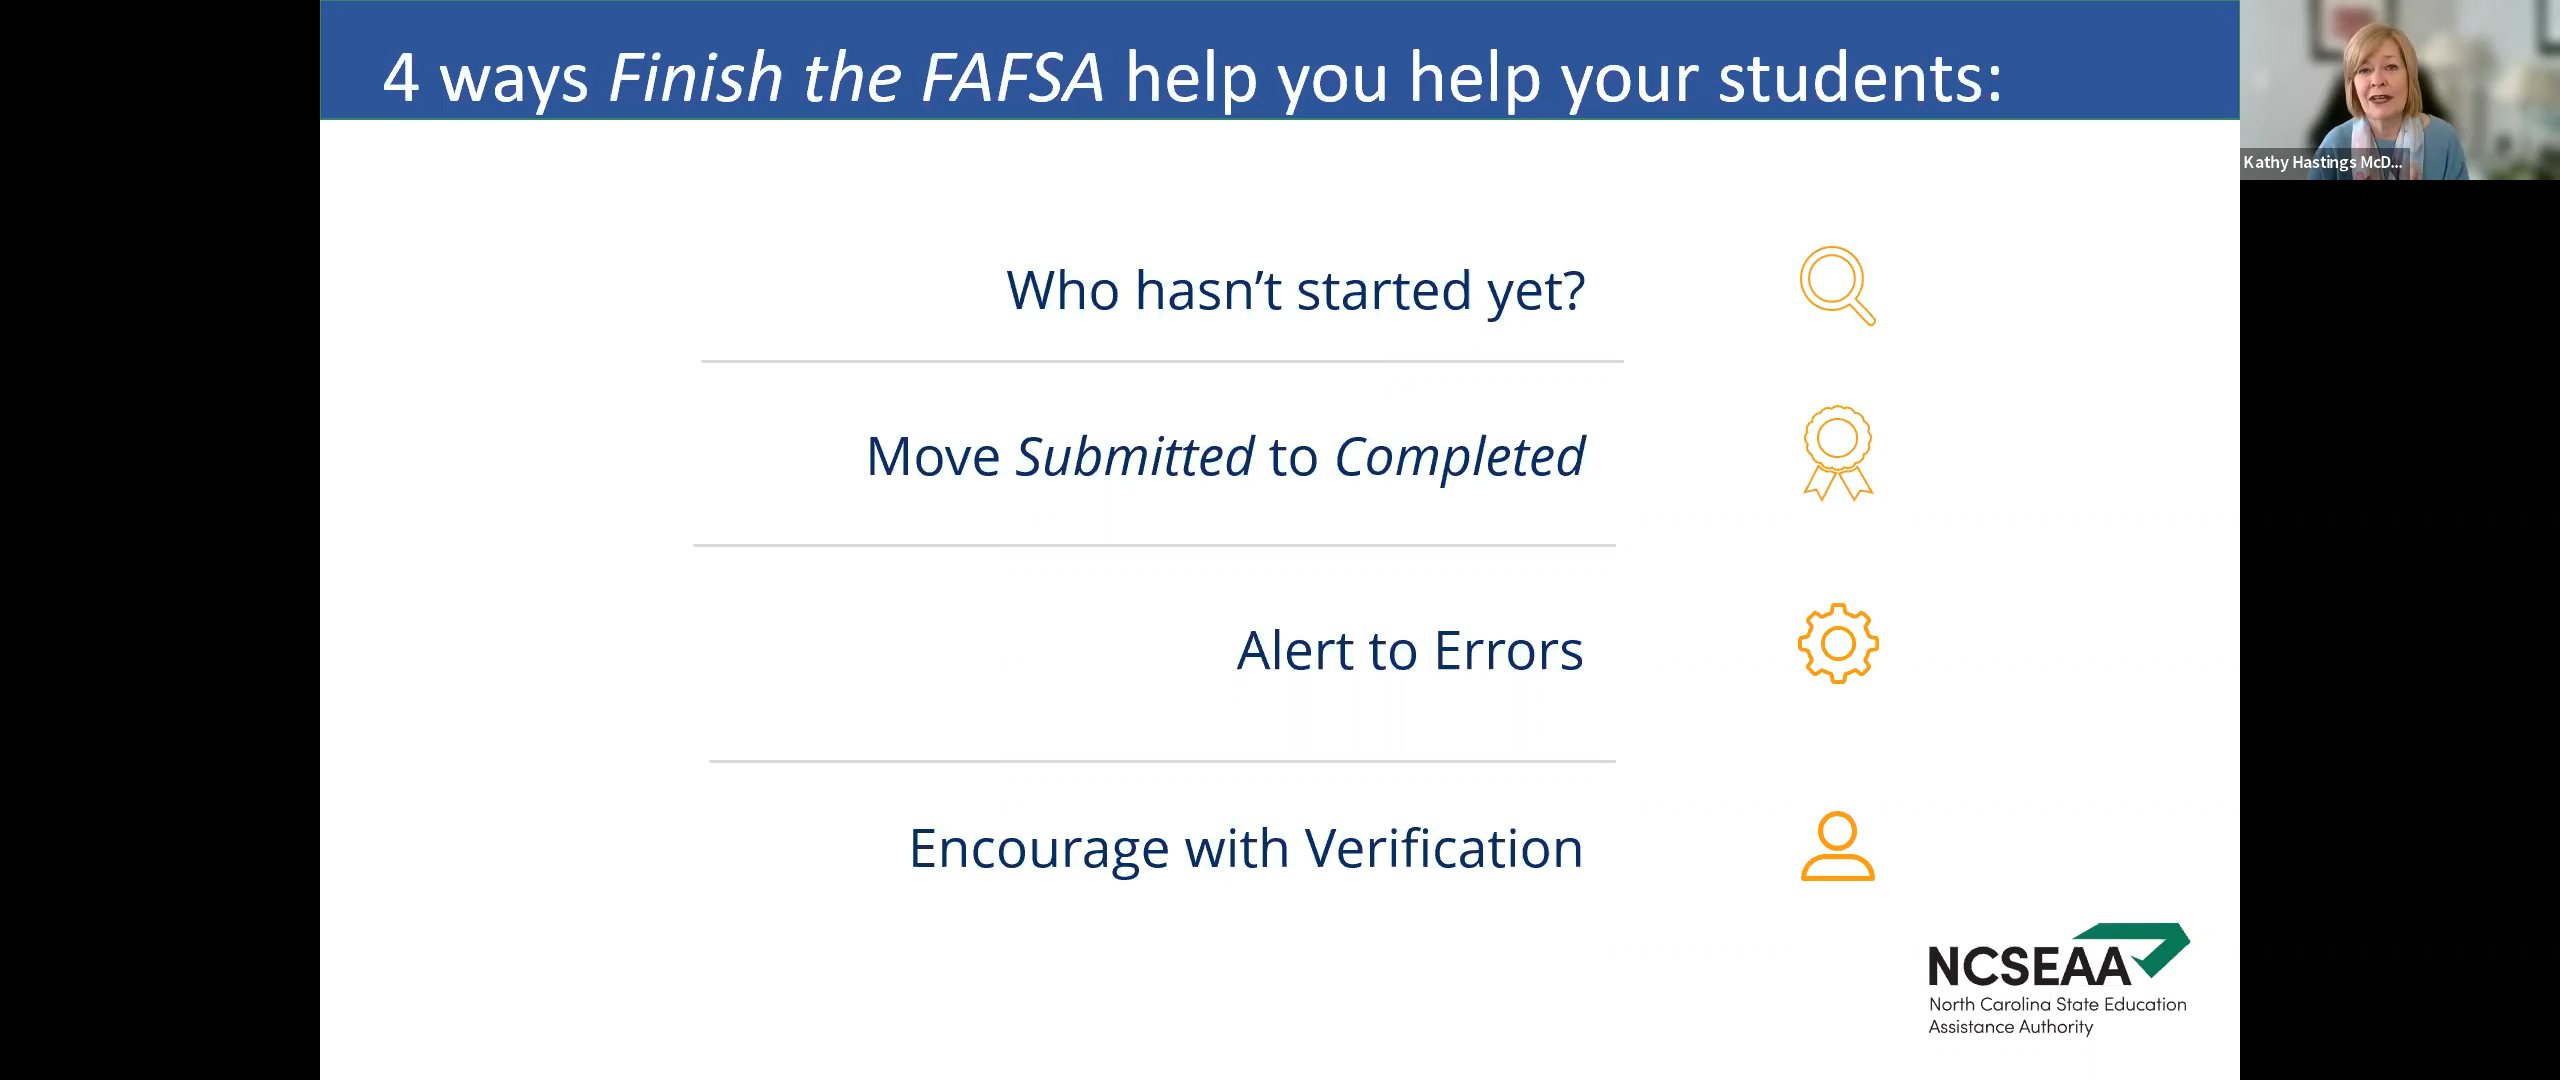 4 ways Finish the FAFSA help you help your students:
Kathy Hastings McD...
Who hasn’t started yet?
Move Submitted to Completed
Alert to Errors
Encourage with Verification
NCSEAA
North Carolina State Education
Assistance Authority